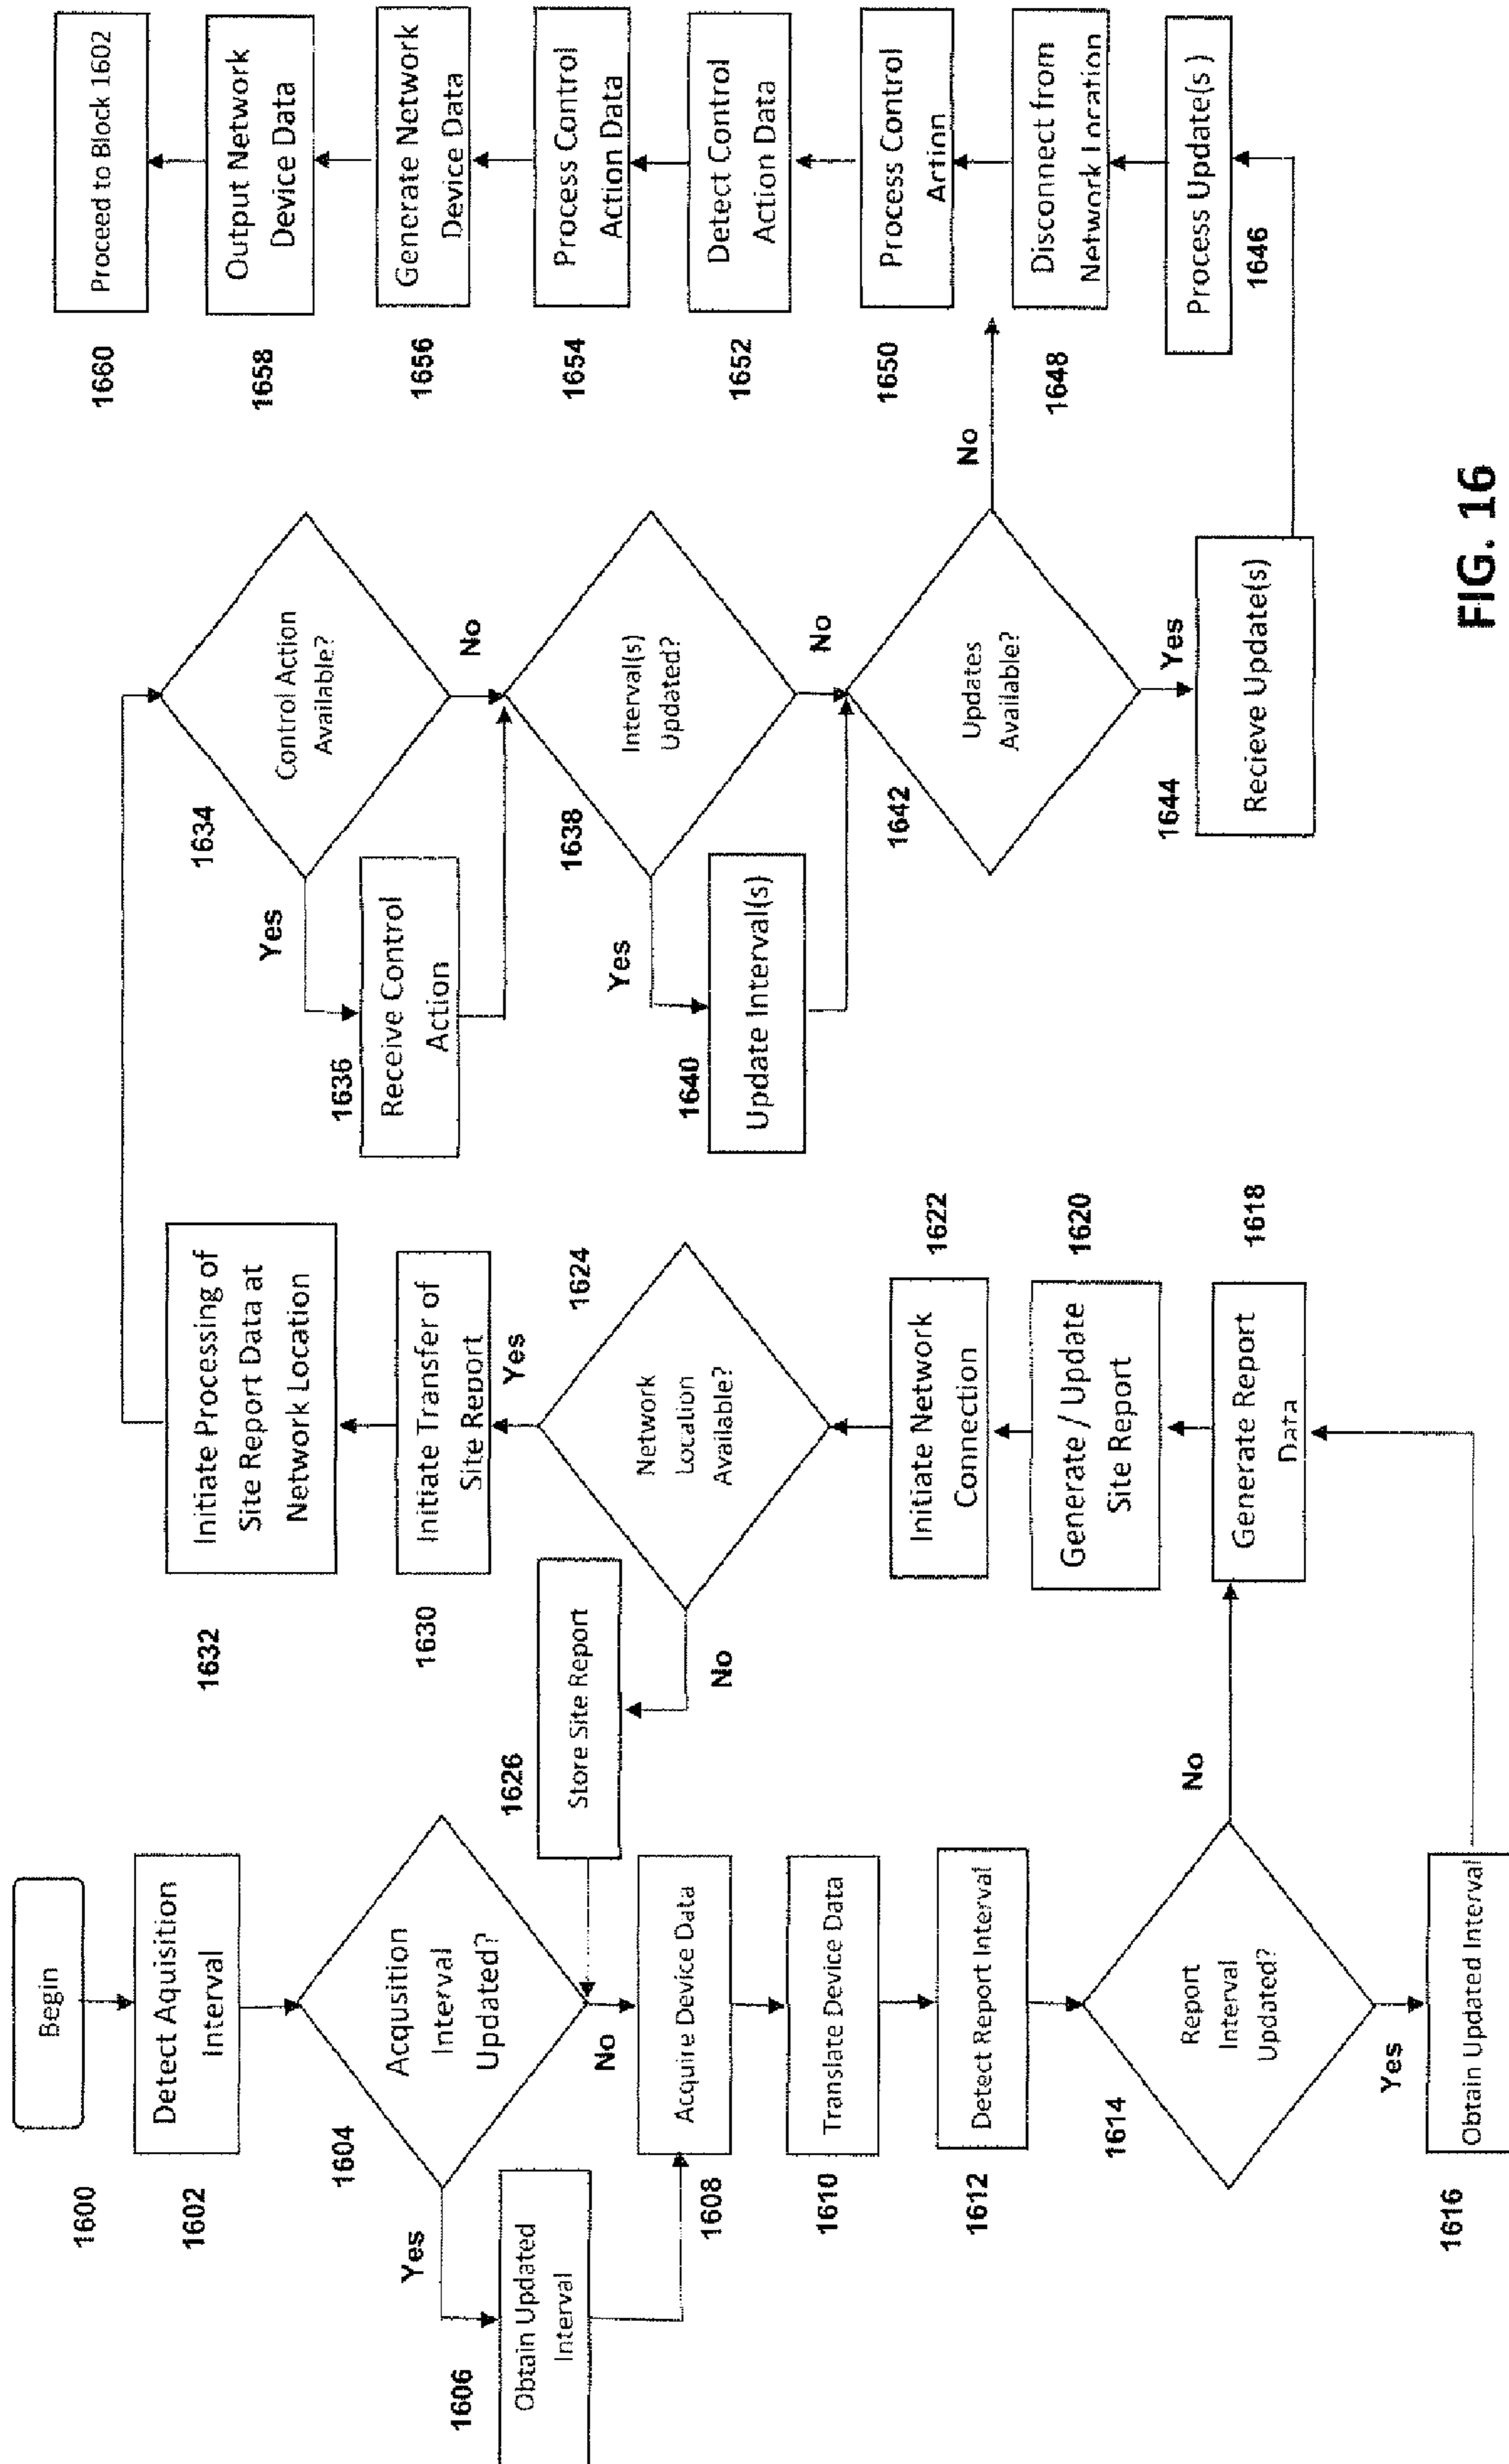 1600
Begin
1602
Detect Aquisition
Interval
1604
Acqusition
Interval
Updated?
Yes
No
1606
Obtain Updated
Interval
1608
Acquire Device Data
1610
Translate Device Data
1612
Detect Report Interval
1614
Report
Interval
Updated?
No
Yes
1616
Obtain Updated Interval
1618
Generate Report
Data
1620
Generate / Update
Site Report
1622
Initiate Network
Connection
1624
Network
Location
Available?
No
Yes
1626
Store Site Report
1630
Initiate Transfer of
Site Report
1632
Initiate Processing of
Site Report Data at
Network Location
1634
Control Action
Available?
Yes
No
1636
Receive Control
Action
1638
Interval(s)
Updated?
Yes
No
1640
Update Interval(s)
1642
Updates
Available?
No
Yes
1644
Recieve Update(s)
1646
Process Update(s )
1648
Disconnect from
Network Location
1650
Process Control
Action
1652
Detect Control
Action Data
1654
Process Control
Action Data
1656
Generate Network
Device Data
1658
Output Network
Device Data
1660
Proceed to Block 1602
FIG. 16